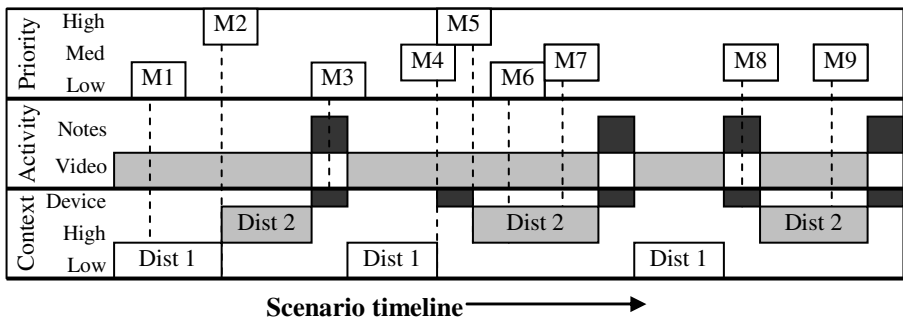 Priority
High
Med
Low
M1
M2
M3
M4
M5
M6
M7
M8
M9
Activity
Notes
Video
Context
Device
High
Low
Dist 1
Dist 2
Dist 1
Dist 2
Dist 1
Dist 2
Scenario timeline